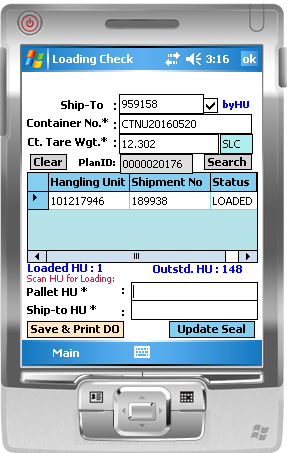 Loading Check 3:16 ok
Ship-To : 959158 byHU
Container No.* : CTNU20160520
Ct. Tare Wgt.* : 12.302 SLC
Clear PlanID: 0000020176 Search
Hangling Unit Shipment No Status
101217946 189938 LOADED
Loaded HU : 1 Outstd. HU : 148
Scan HU for Loading:
Pallet HU * :
Ship-to HU * :
Save & Print DO Update Seal
Main